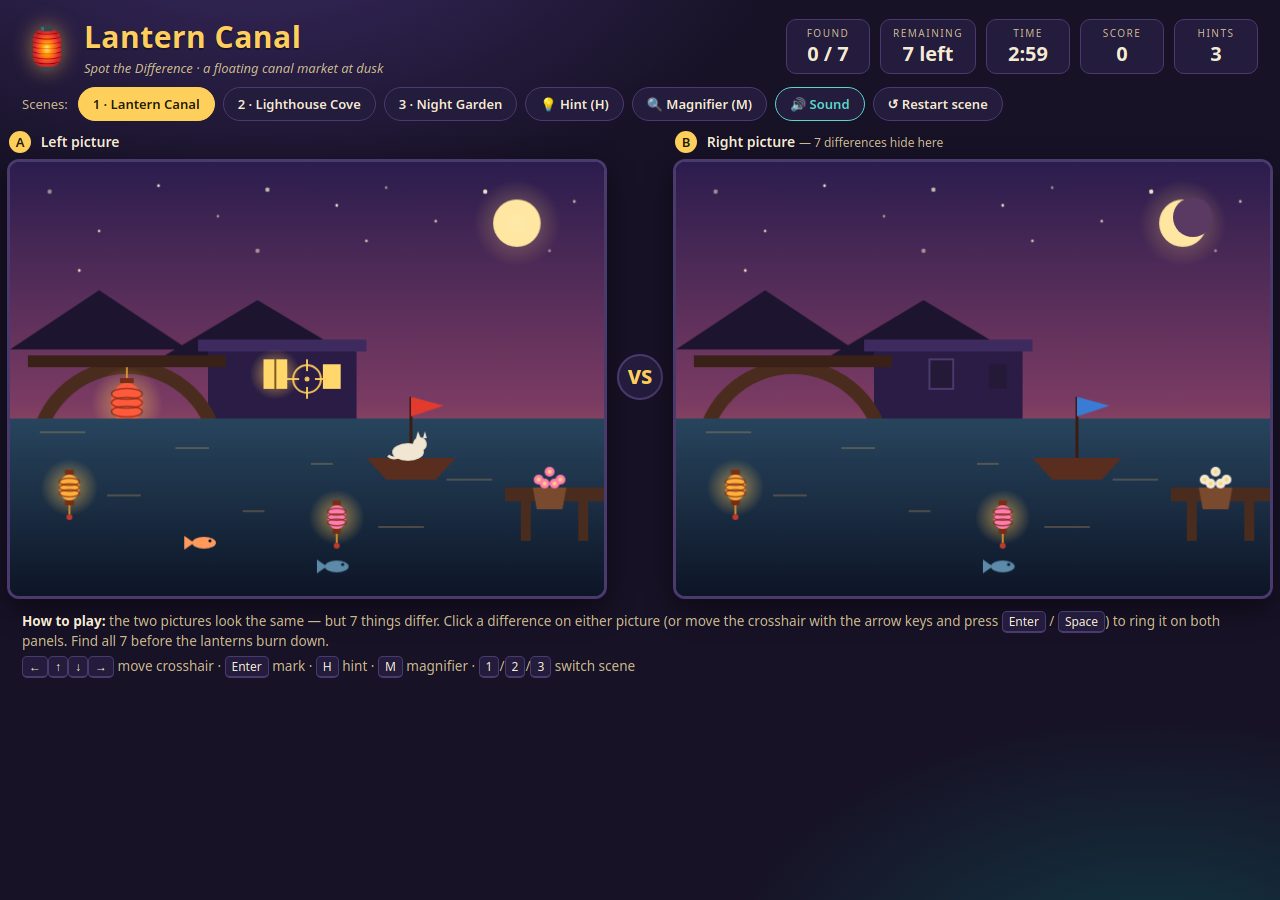 Lantern Canal
Spot the Difference · a floating canal market at dusk
FOUND
0 / 7
REMAINING
7 left
TIME
2:59
SCORE
0
HINTS
3
Scenes:
1 · Lantern Canal
2 · Lighthouse Cove
3 · Night Garden
💡 Hint (H)
🔍 Magnifier (M)
🔊 Sound
↺ Restart scene
A Left picture
B Right picture — 7 differences hide here
VS
How to play: the two pictures look the same — but 7 things differ. Click a difference on either picture (or move the crosshair with the arrow keys and press Enter / Space) to ring it on both
panels. Find all 7 before the lanterns burn down.
← ↑ ↓ → move crosshair · Enter mark · H hint · M magnifier · 1/2/3 switch scene